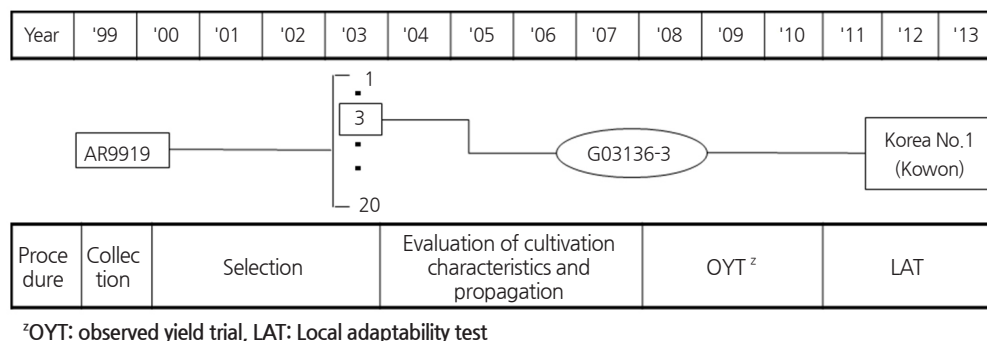 Year '99 '00 '01 '02 '03 '04 '05 '06 '07 '08 '09 '10 '11 '12 '13
1
3
20
AR9919
G03136-3
Korea No.1
(Kowon)
Proce
dure
Collec
tion
Selection
Evaluation of cultivation
characteristics and
propagation
OYT z
LAT
zOYT: observed yield trial, LAT: Local adaptability test